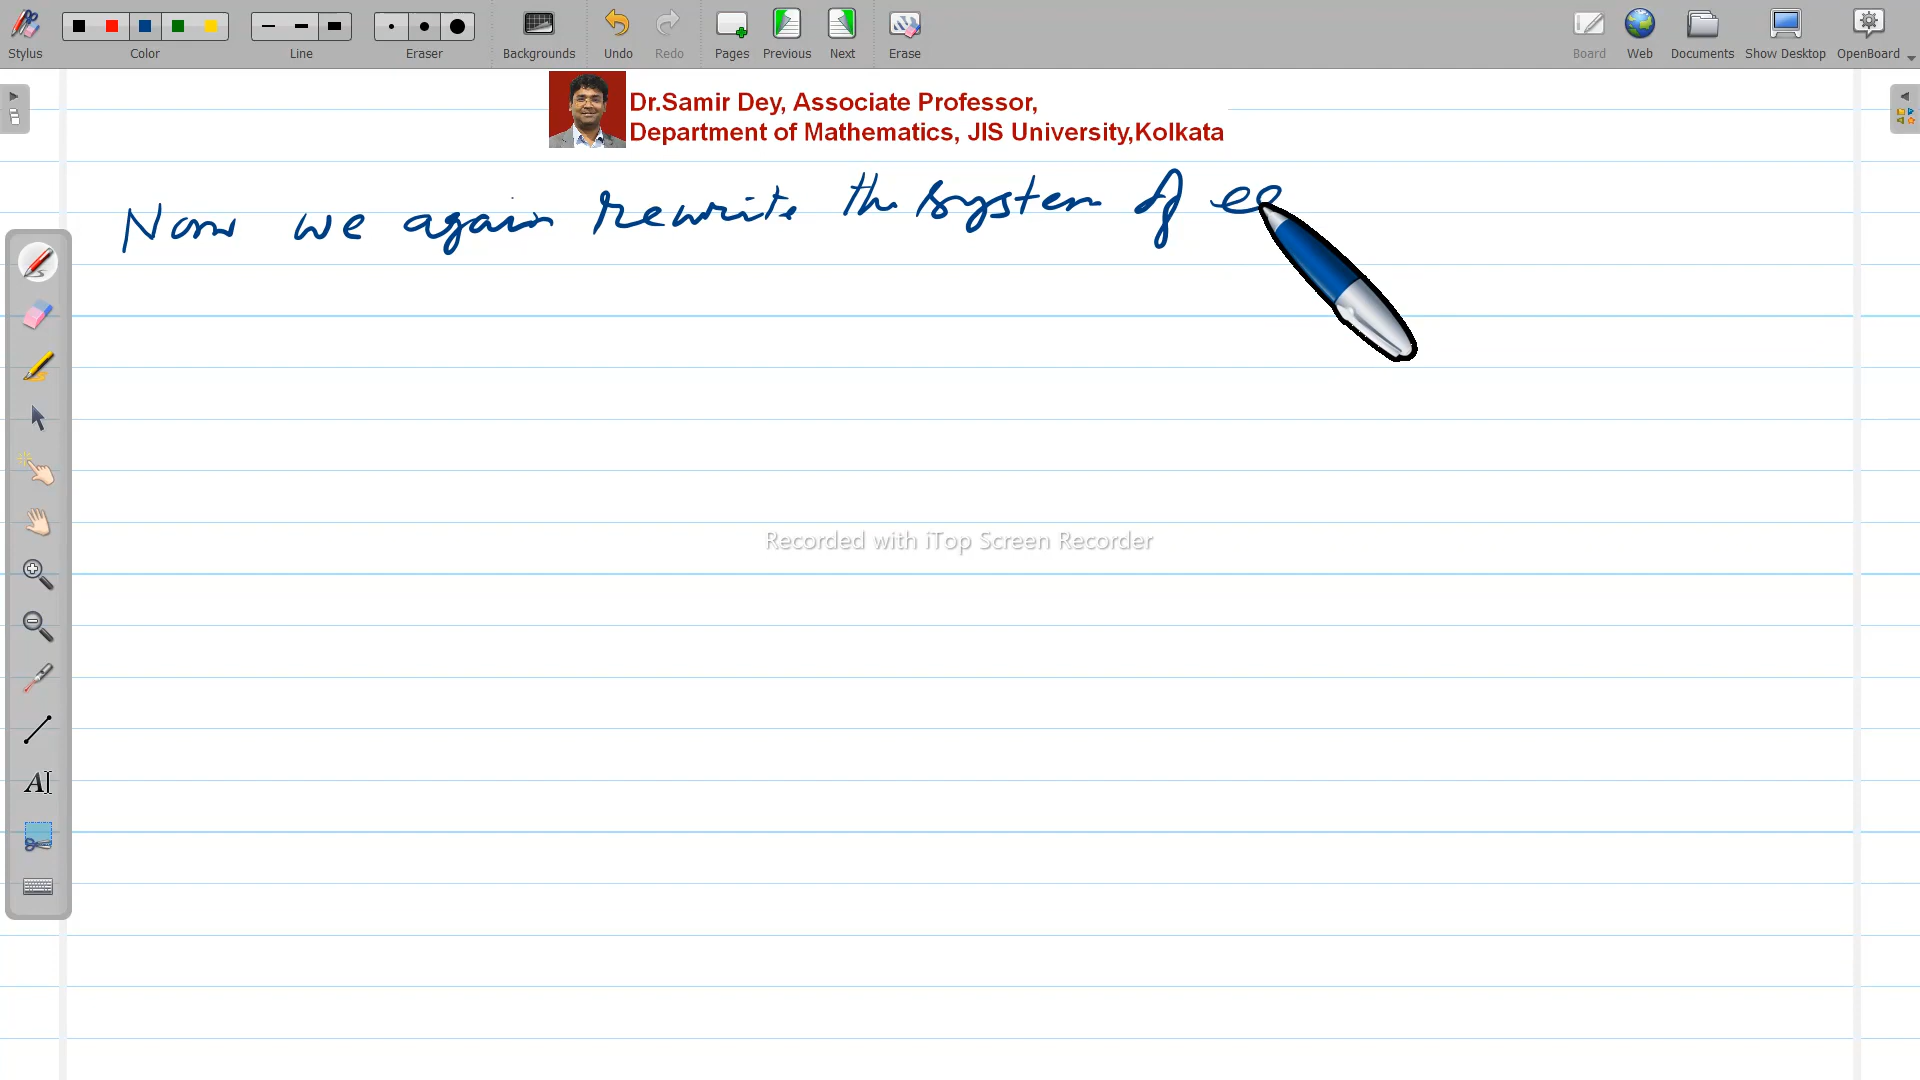 Stylus Color Line Eraser Backgrounds Undo Redo Pages Previous Next Erase Board Web Documents Show Desktop OpenBoard
Dr.Samir Dey, Associate Professor,
Department of Mathematics, JIS University,Kolkata
Now we again rewrite the system of
Recorded with iTop Screen Recorder